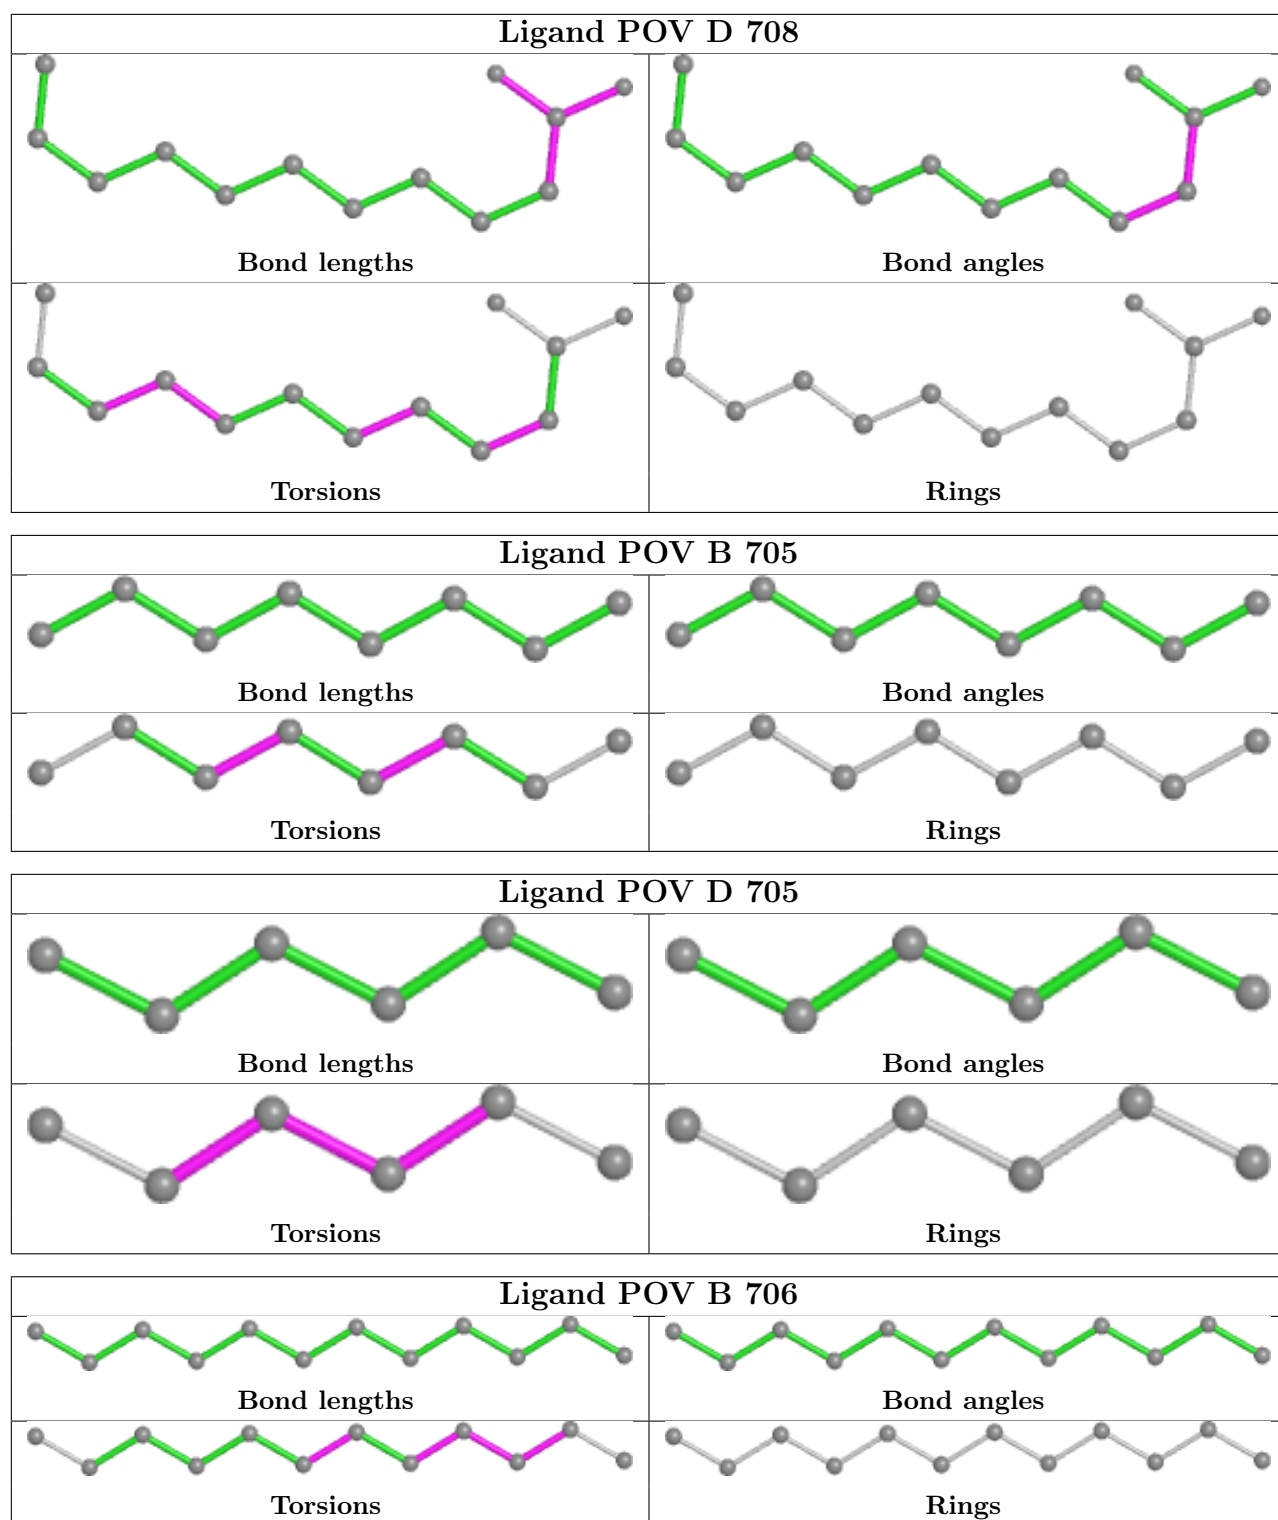 Ligand POV D 708
Bond lengths Bond angles
Torsions Rings
Ligand POV B 705
Bond lengths Bond angles
Torsions Rings
Ligand POV D 705
Bond lengths Bond angles
Torsions Rings
Ligand POV B 706
Bond lengths Bond angles
Torsions Rings